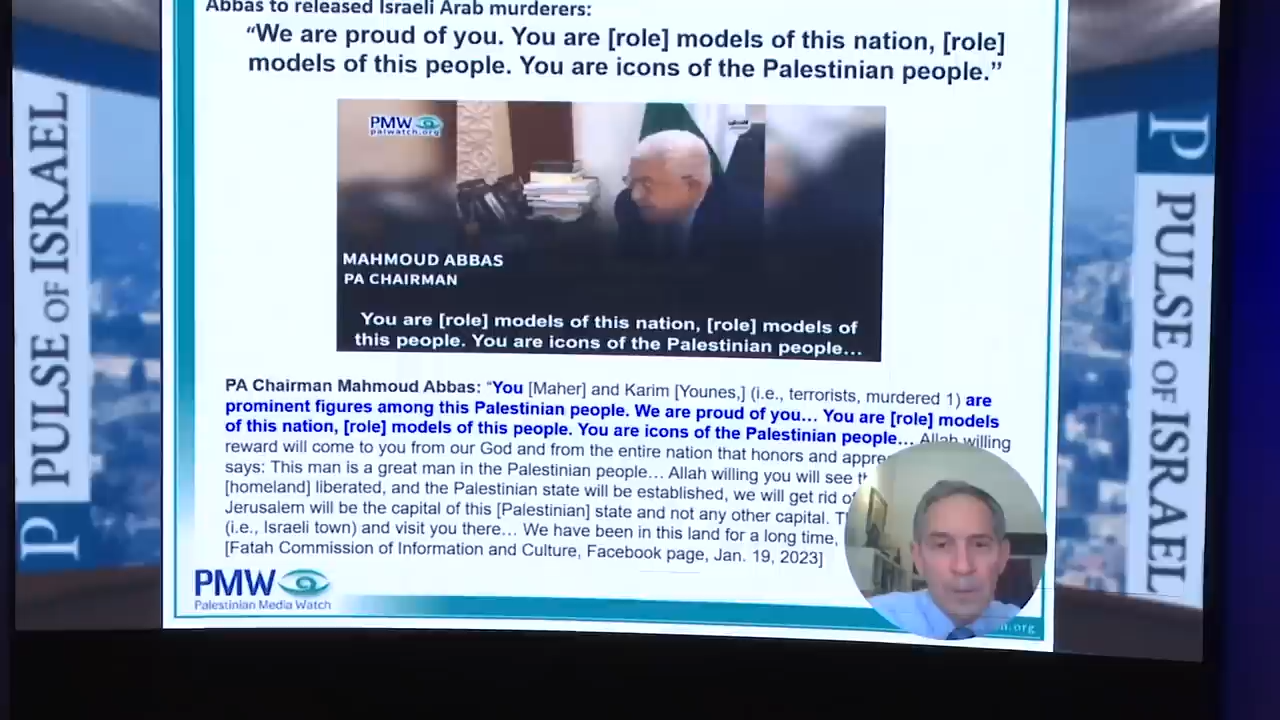 Abbas to released Israeli Arab murderers:
“We are proud of you. You are [role] models of this nation, [role]
models of this people. You are icons of the Palestinian people.”
PMW
palwatch.org
MAHMOUD ABBAS
PA CHAIRMAN
You are [role] models of this nation, [role] models of
this people. You are icons of the Palestinian people...
PA Chairman Mahmoud Abbas: “You [Maher] and Karim [Younes,] (i.e., terrorists, murdered 1) are
prominent figures among this Palestinian people. We are proud of you... You are [role] models
of this nation, [role] models of this people. You are icons of the Palestinian people... Allah willing
reward will come to you from our God and from the entire nation that honors and
says: This man is a great man in the Palestinian people... Allah willing you will see
[homeland] liberated, and the Palestinian state will be established, we will get rid
Jerusalem will be the capital of this [Palestinian] state and not any other capital.
(i.e., Israeli town) and visit you there... We have been in this land for a long time,
[Fatah Commission of Information and Culture, Facebook page, Jan. 19, 2023]
PMW
Palestinian Media Watch
P PULSE OF ISRAEL
P PULSE OF ISRAEL